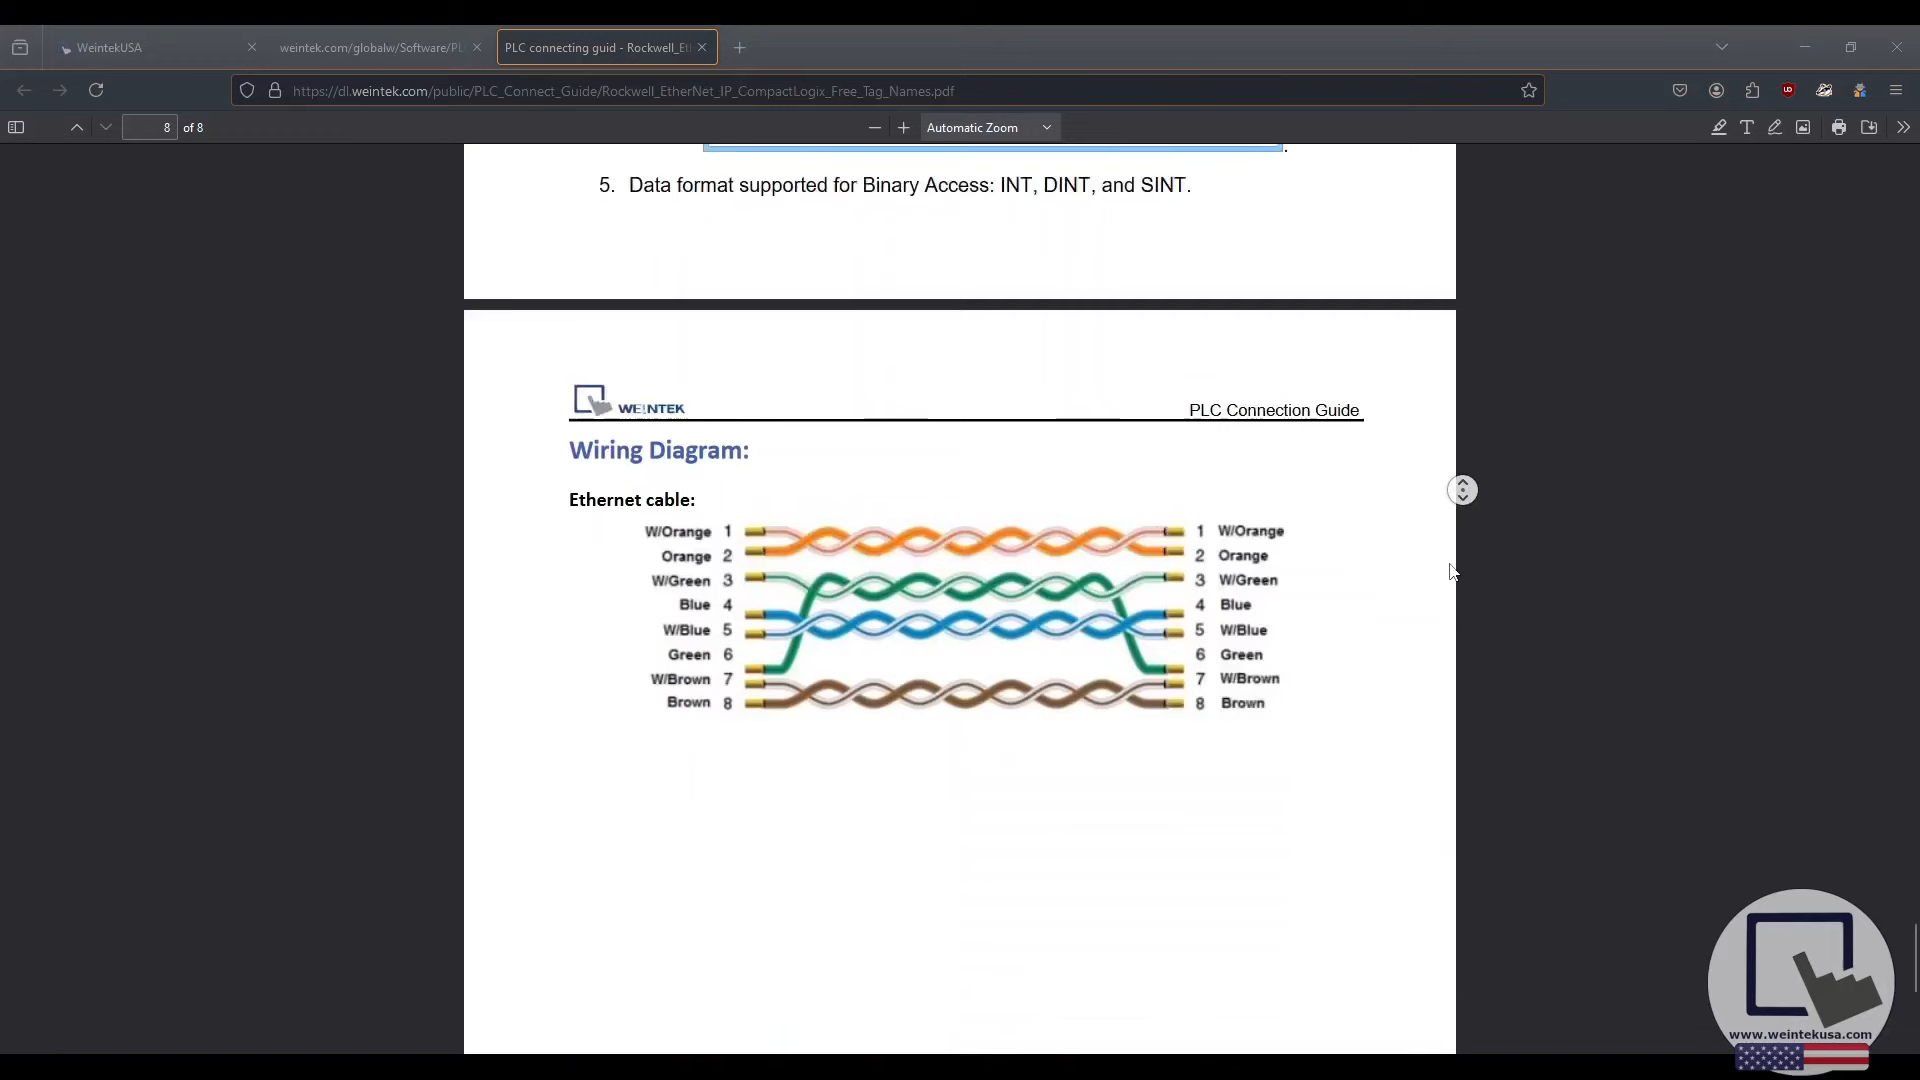 WeintekUSA
weintek.com/globalw/Software/PL
PLC connecting guid - Rockwell_Et
https://dl.weintek.com/public/PLC_Connect_Guide/Rockwell_EtherNet_IP_CompactLogix_Free_Tag_Names.pdf
8 of 8
Automatic Zoom
5. Data format supported for Binary Access: INT, DINT, and SINT.
WEINTEK
PLC Connection Guide
Wiring Diagram:
Ethernet cable:
W/Orange 1 1 W/Orange
Orange 2 2 Orange
W/Green 3 3 W/Green
Blue 4 4 Blue
W/Blue 5 5 W/Blue
Green 6 6 Green
W/Brown 7 7 W/Brown
Brown 8 8 Brown
www.weintekusa.com